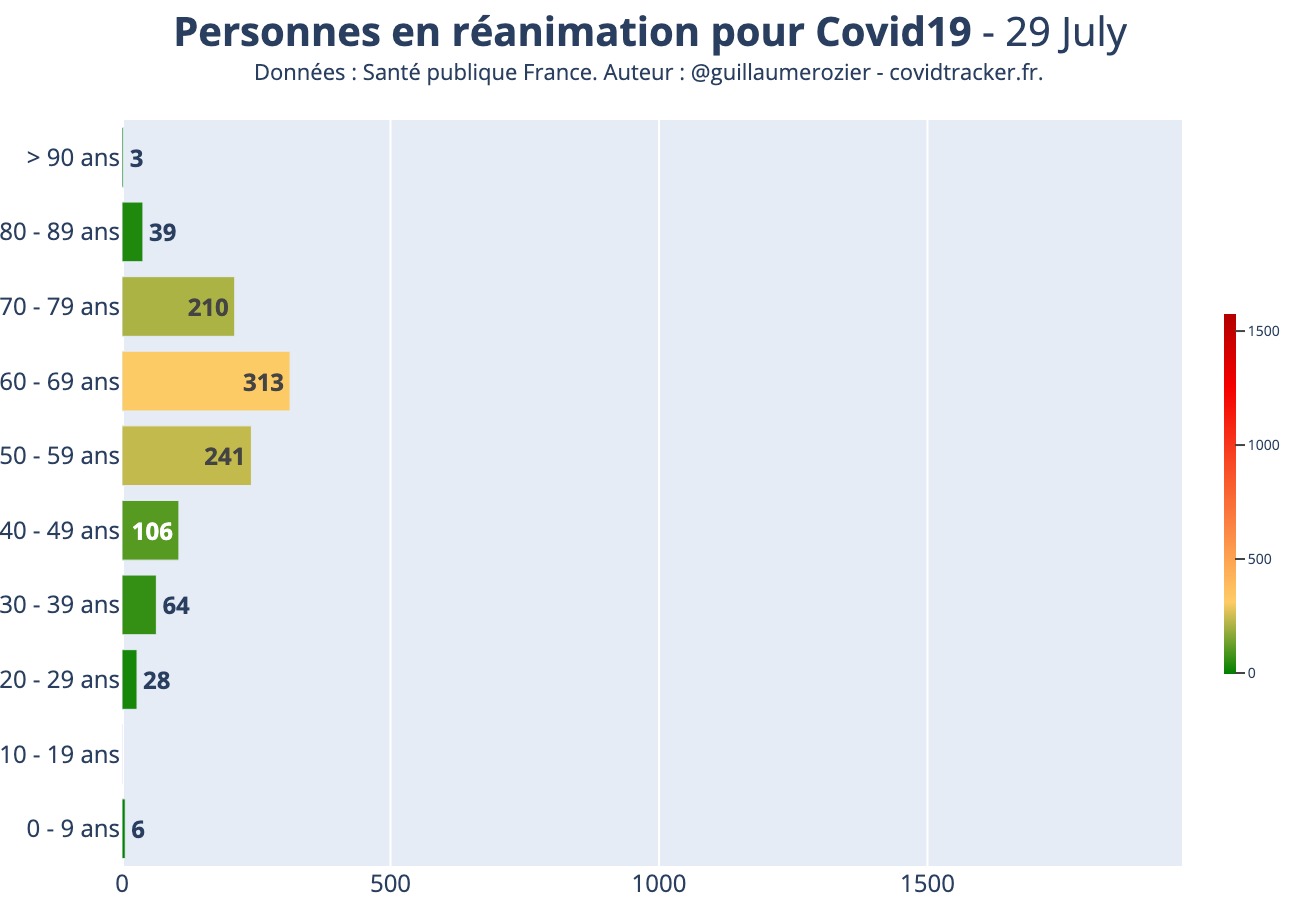 Personnes en réanimation pour Covid19 - 29 July
Données : Santé publique France. Auteur : @guillaumerozier - covidtracker.fr.
> 90 ans 3
80 - 89 ans 39
70 - 79 ans 210
60 - 69 ans 313
50 - 59 ans 241
40 - 49 ans 106
30 - 39 ans 64
20 - 29 ans 28
10 - 19 ans
0 - 9 ans 6
0 500 1000 1500
1500
1000
500
0